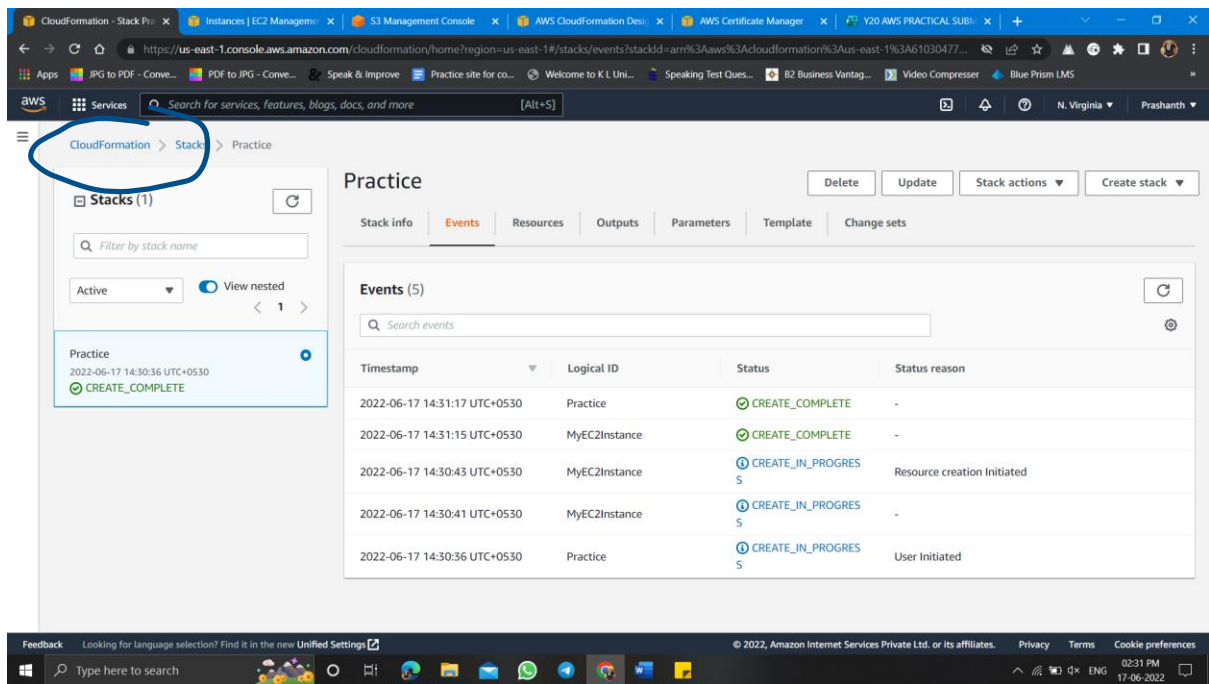 CloudFormation - Stack Pra
Instances | EC2 Managemen
S3 Management Console
AWS CloudFormation Desig
AWS Certificate Manager
Y20 AWS PRACTICAL SUBM
https://us-east-1.console.aws.amazon.com/cloudformation/home?region=us-east-1#/stacks/events?stackId=arn%3Aaws%3Acloudformation%3Aus-east-1%3A61030477...
Apps JPG to PDF - Conve... PDF to JPG - Conve... Speak & Improve Practice site for co... Welcome to K L Uni... Speaking Test Ques... B2 Business Vantag... Video Compresser Blue Prism LMS »
aws Services Search for services, features, blogs, docs, and more [Alt+S] N. Virginia Prashanth
CloudFormation > Stacks > Practice
Stacks (1)
Filter by stack name
Active View nested
< 1 >
Practice
2022-06-17 14:30:36 UTC+0530
CREATE_COMPLETE
Practice
Delete Update Stack actions Create stack
Stack info Events Resources Outputs Parameters Template Change sets
Events (5)
Search events
Timestamp Logical ID Status Status reason
2022-06-17 14:31:17 UTC+0530 Practice CREATE_COMPLETE -
2022-06-17 14:31:15 UTC+0530 MyEC2Instance CREATE_COMPLETE -
2022-06-17 14:30:43 UTC+0530 MyEC2Instance CREATE_IN_PROGRES Resource creation Initiated
S
2022-06-17 14:30:41 UTC+0530 MyEC2Instance CREATE_IN_PROGRES -
S
2022-06-17 14:30:36 UTC+0530 Practice CREATE_IN_PROGRES User Initiated
S
Feedback Looking for language selection? Find it in the new Unified Settings © 2022, Amazon Internet Services Private Ltd. or its affiliates. Privacy Terms Cookie preferences
Type here to search ENG 02:31 PM
17-06-2022